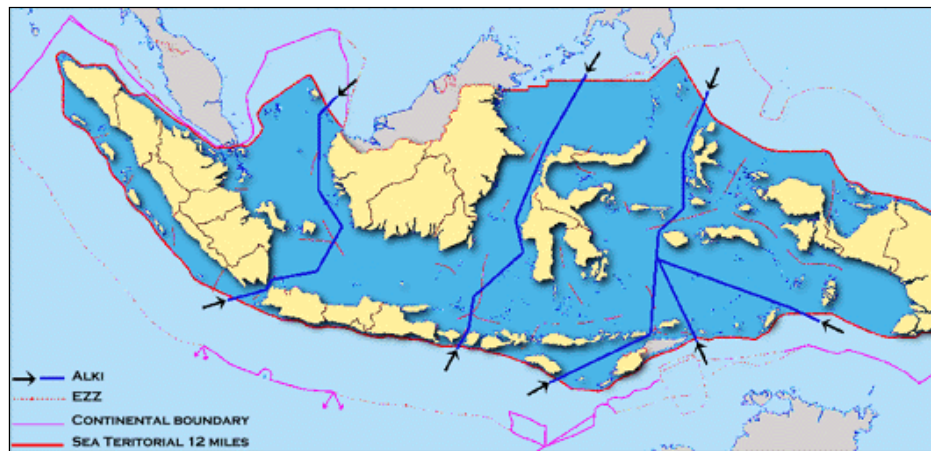 ALKI
EZZ
CONTINENTAL BOUNDARY
SEA TERITORIAL 12 MILES